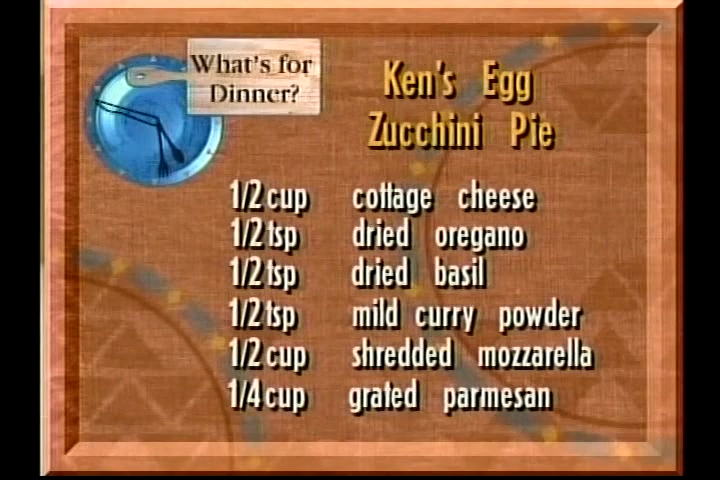 What's for
Dinner?
Ken's Egg
Zucchini Pie
1/2 cup cottage cheese
1/2 tsp dried oregano
1/2 tsp dried basil
1/2 tsp mild curry powder
1/2 cup shredded mozzarella
1/4 cup grated parmesan